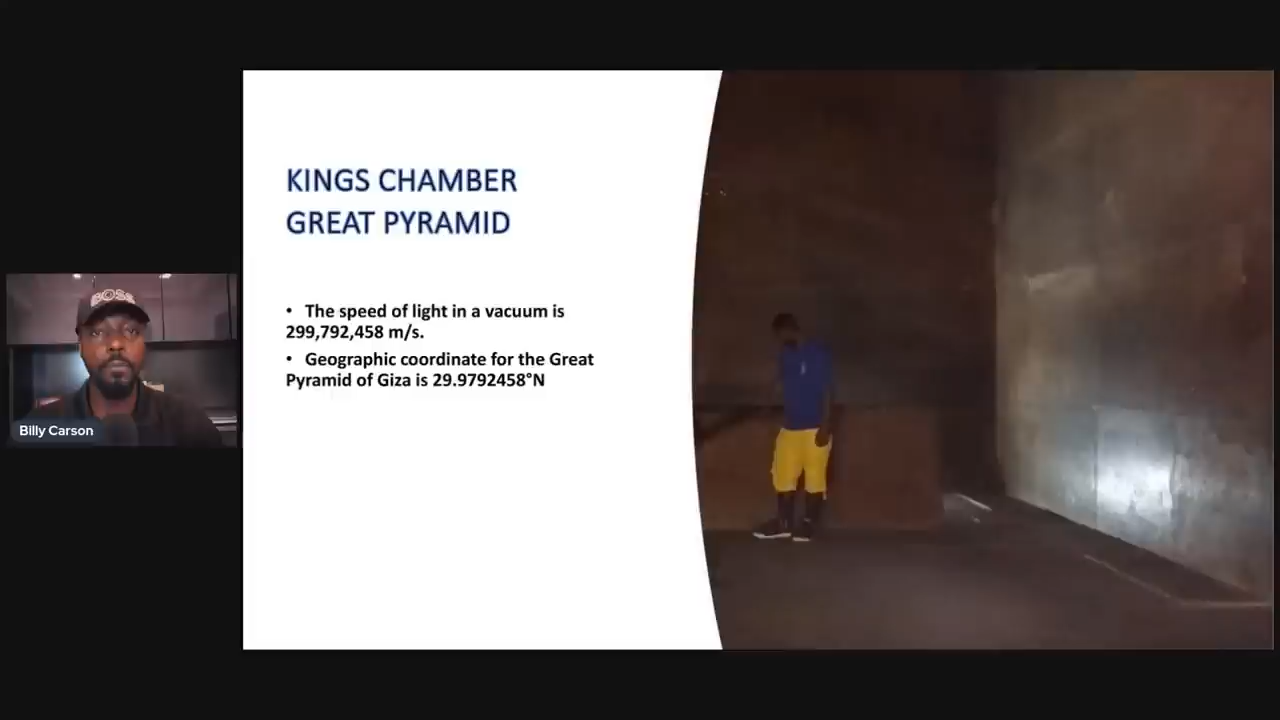 KINGS CHAMBER
GREAT PYRAMID
• The speed of light in a vacuum is
299,792,458 m/s.
• Geographic coordinate for the Great
Pyramid of Giza is 29.9792458°N
BOSS
Billy Carson